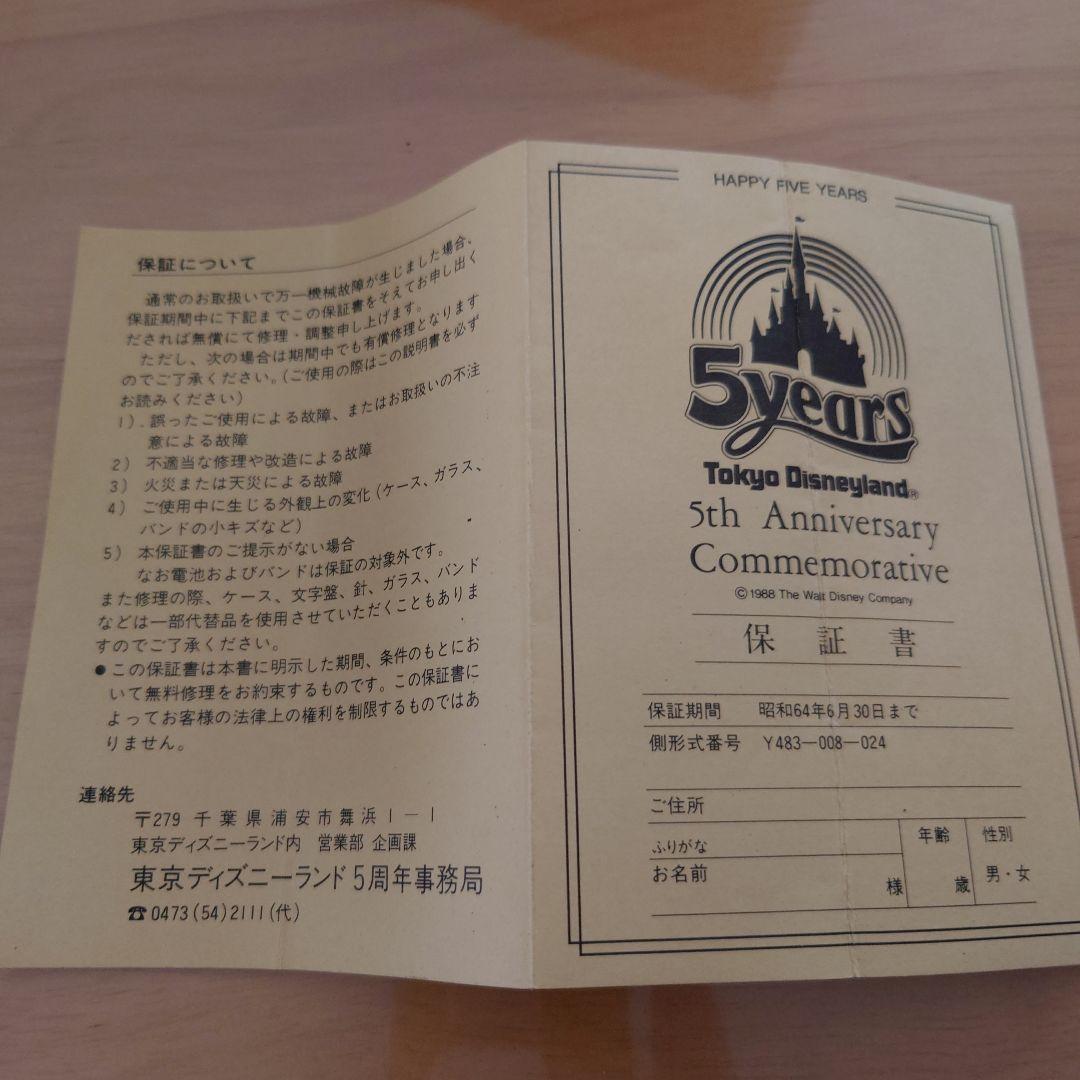 保証について
通常のお取扱いで万一機械故障が生じました場合、
保証期間中に下記までこの保証書をそえてお申し出く
だされば無償にて修理・調整申し上げます。
ただし、次の場合は期間中でも有償修理となります
のでご了承ください。(ご使用の際はこの説明書を必ず
お読みください)
1).誤ったご使用による故障、またはお取扱いの不注
意による故障
2) 不適当な修理や改造による故障
3) 火災または天災による故障
4) ご使用中に生じる外観上の変化(ケース、ガラス、
バンドの小キズなど)
5) 本保証書のご提示がない場合
なお電池およびバンドは保証の対象外です。
また修理の際、ケース、文字盤、針、ガラス、バンド
などは一部代替品を使用させていただくこともありま
すのでご了承ください。
●この保証書は本書に明示した期間、条件のもとにお
いて無料修理をお約束するものです。この保証書に
よってお客様の法律上の権利を制限するものではあ
りません。
連絡先
〒279 千葉県浦安市舞浜1-1
東京ディズニーランド内 営業部 企画課
東京ディズニーランド5周年事務局
☎0473(54)2111(代)
HAPPY FIVE YEARS
5years
Tokyo Disneyland®
5th Anniversary
Commemorative
©1988 The Walt Disney Company
保証書
保証期間 昭和64年6月30日まで
側形式番号 Y483-008-024
ご住所
ふりがな
お名前 様
年齢 歳
性別
男・女